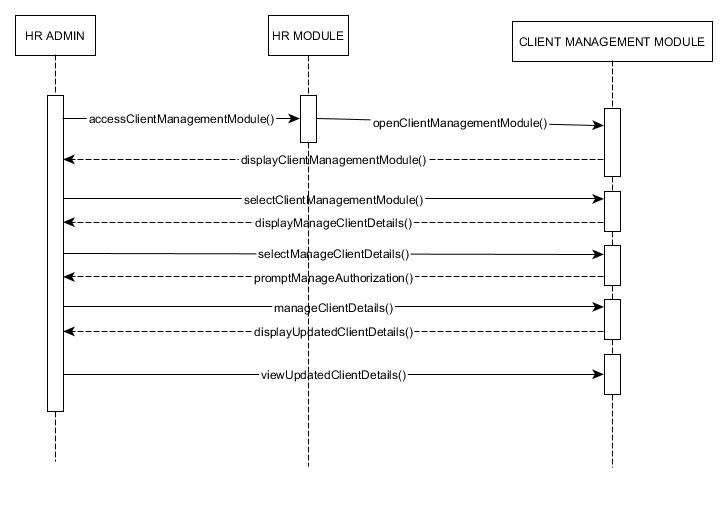 HR ADMIN
HR MODULE
CLIENT MANAGEMENT MODULE
accessClientManagementModule()
openClientManagementModule()
displayClientManagementModule()
selectClientManagementModule()
displayManageClientDetails()
selectManageClientDetails()
promptManageAuthorization()
manageClientDetails()
displayUpdatedClientDetails()
viewUpdatedClientDetails()